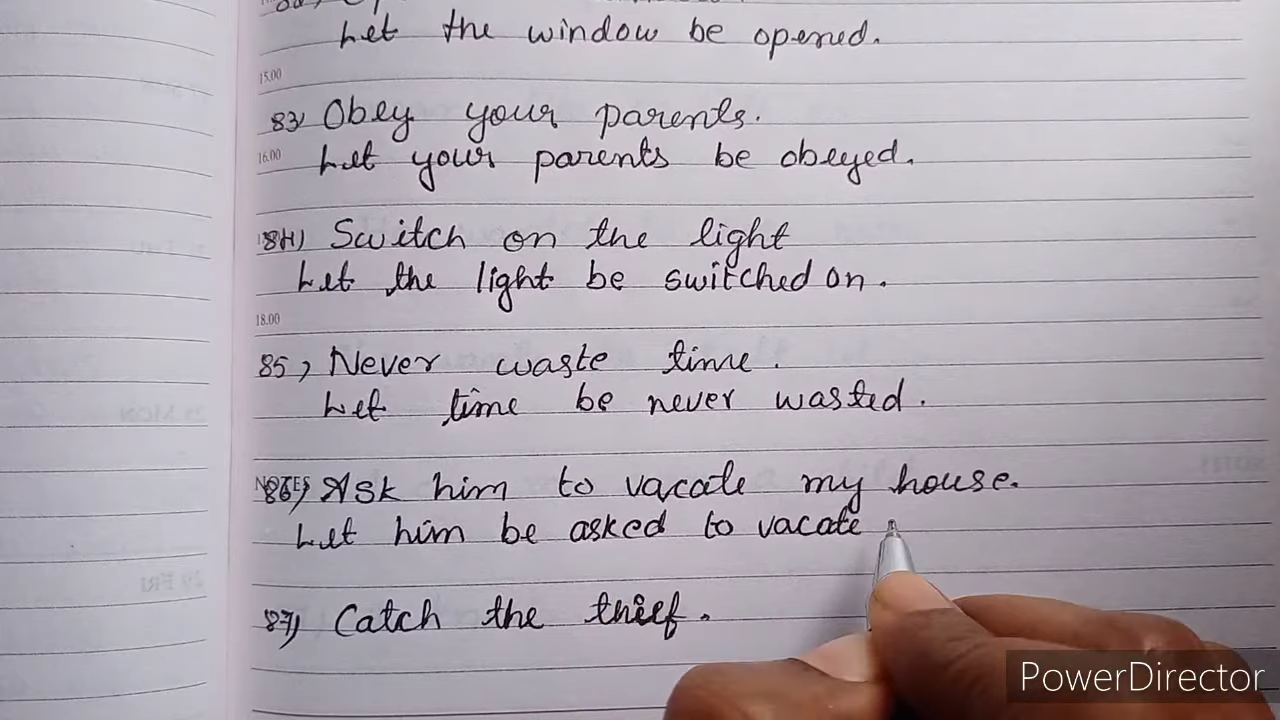 Let the window be opened.
15.00
83) Obey your parents.
16.00
Let your parents be obeyed.
84) Switch on the light
Let the light be switched on.
18.00
85) Never waste time.
Let time be never wasted.
NOTES
86) Ask him to vacate my house.
Let him be asked to vacate
87) Catch the thief.
PowerDirector